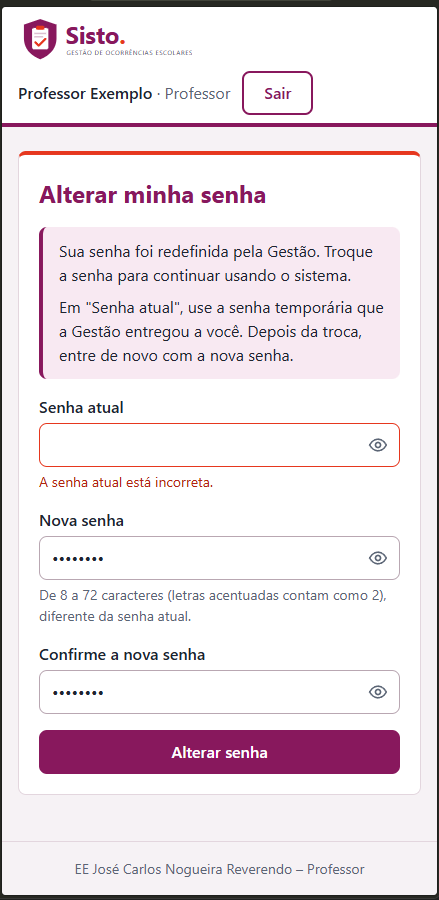 Sisto.
GESTÃO DE OCORRÊNCIAS ESCOLARES
Professor Exemplo · Professor
Sair
Alterar minha senha
Sua senha foi redefinida pela Gestão. Troque
a senha para continuar usando o sistema.
Em "Senha atual", use a senha temporária que
a Gestão entregou a você. Depois da troca,
entre de novo com a nova senha.
Senha atual
A senha atual está incorreta.
Nova senha
••••••••
De 8 a 72 caracteres (letras acentuadas contam como 2),
diferente da senha atual.
Confirme a nova senha
••••••••
Alterar senha
EE José Carlos Nogueira Reverendo – Professor